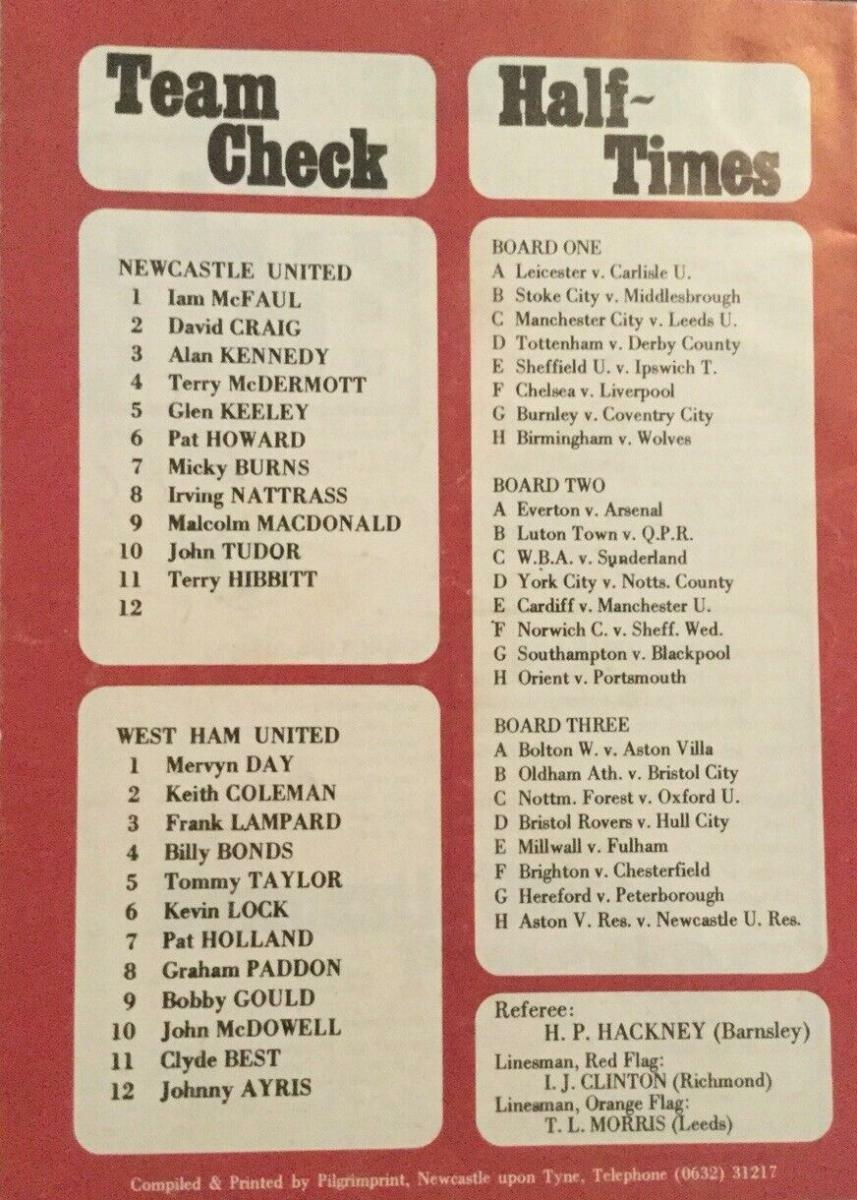 Team
Check
NEWCASTLE UNITED
1 Iam McFAUL
2 David CRAIG
3 Alan KENNEDY
4 Terry McDERMOTT
5 Glen KEELEY
6 Pat HOWARD
7 Micky BURNS
8 Irving NATTRASS
9 Malcolm MACDONALD
10 John TUDOR
11 Terry HIBBITT
12
WEST HAM UNITED
1 Mervyn DAY
2 Keith COLEMAN
3 Frank LAMPARD
4 Billy BONDS
5 Tommy TAYLOR
6 Kevin LOCK
7 Pat HOLLAND
8 Graham PADDON
9 Bobby GOULD
10 John McDOWELL
11 Clyde BEST
12 Johnny AYRIS
Half~
Times
BOARD ONE
A Leicester v. Carlisle U.
B Stoke City v. Middlesbrough
C Manchester City v. Leeds U.
D Tottenham v. Derby County
E Sheffield U. v. Ipswich T.
F Chelsea v. Liverpool
G Burnley v. Coventry City
H Birmingham v. Wolves
BOARD TWO
A Everton v. Arsenal
B Luton Town v. Q.P.R.
C W.B.A. v. Sunderland
D York City v. Notts. County
E Cardiff v. Manchester U.
F Norwich C. v. Sheff. Wed.
G Southampton v. Blackpool
H Orient v. Portsmouth
BOARD THREE
A Bolton W. v. Aston Villa
B Oldham Ath. v. Bristol City
C Nottm. Forest v. Oxford U.
D Bristol Rovers v. Hull City
E Millwall v. Fulham
F Brighton v. Chesterfield
G Hereford v. Peterborough
H Aston V. Res. v. Newcastle U. Res.
Referee:
H. P. HACKNEY (Barnsley)
Linesman, Red Flag:
I. J. CLINTON (Richmond)
Linesman, Orange Flag:
T. L. MORRIS (Leeds)
Compiled & Printed by Pilgrimprint, Newcastle upon Tyne, Telephone (0632) 31217